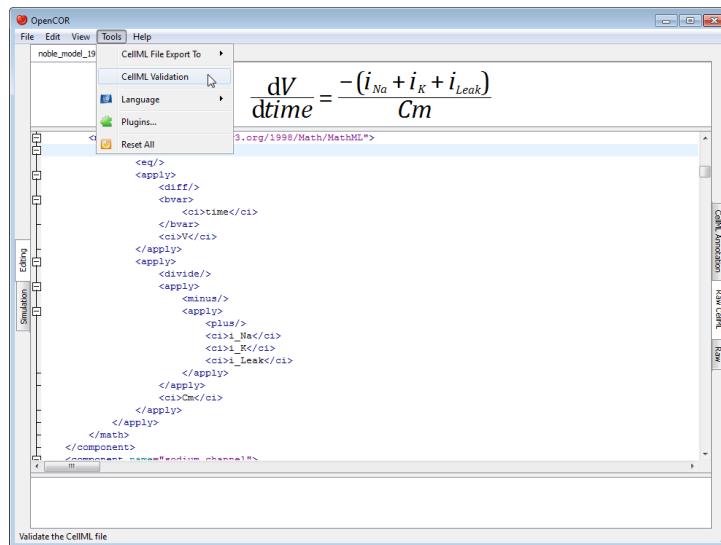 OpenCOR
File Edit View Tools Help
noble_model_19
CellML File Export To
CellML Validation
Language
Plugins...
Reset All
dV/dtime = −(i_Na + i_K + i_Leak)/Cm
3.org/1998/Math/MathML">
<eq/>
<apply>
<diff/>
<bvar>
<ci>time</ci>
</bvar>
<ci>V</ci>
</apply>
<apply>
<divide/>
<apply>
<minus/>
<apply>
<plus/>
<ci>i_Na</ci>
<ci>i_K</ci>
<ci>i_Leak</ci>
</apply>
</apply>
<ci>Cm</ci>
</apply>
</apply>
</math>
</component>
<component name="sodium_channel">
Editing
Simulation
CellML Annotation
Raw CellML
Raw
Validate the CellML file